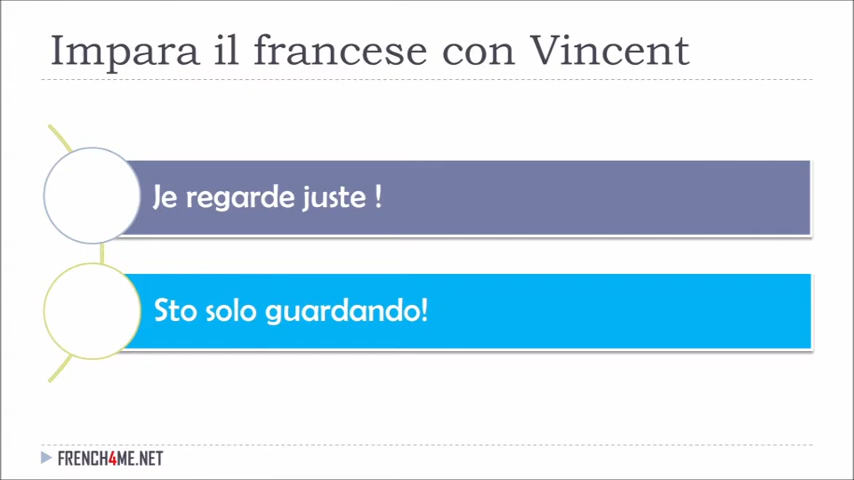 Impara il francese con Vincent
Je regarde juste !
Sto solo guardando!
FRENCH4ME.NET